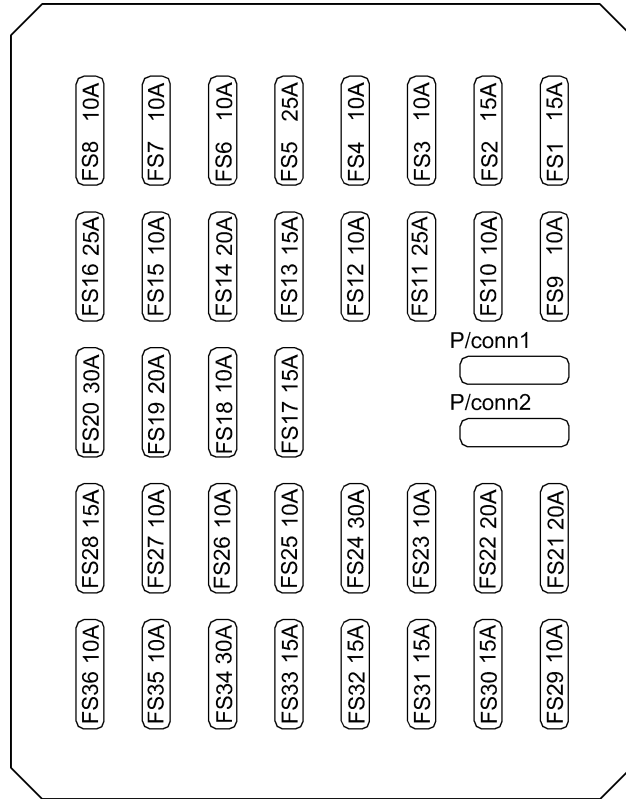 FS8 10A
FS7 10A
FS6 10A
FS5 25A
FS4 10A
FS3 10A
FS2 15A
FS1 15A
FS16 25A
FS15 10A
FS14 20A
FS13 15A
FS12 10A
FS11 25A
FS10 10A
FS9 10A
P/conn1
P/conn2
FS20 30A
FS19 20A
FS18 10A
FS17 15A
FS28 15A
FS27 10A
FS26 10A
FS25 10A
FS24 30A
FS23 10A
FS22 20A
FS21 20A
FS36 10A
FS35 10A
FS34 30A
FS33 15A
FS32 15A
FS31 15A
FS30 15A
FS29 10A